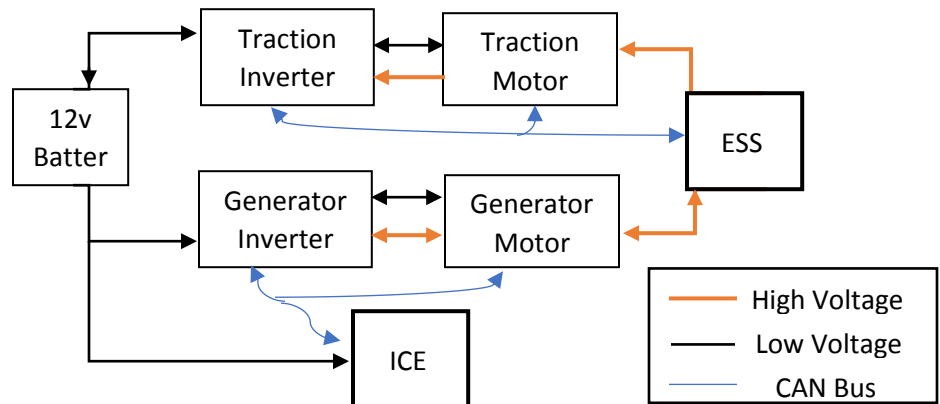 Traction
Inverter
Traction
Motor
12v
Batter
ESS
Generator
Inverter
Generator
Motor
ICE
High Voltage
Low Voltage
CAN Bus